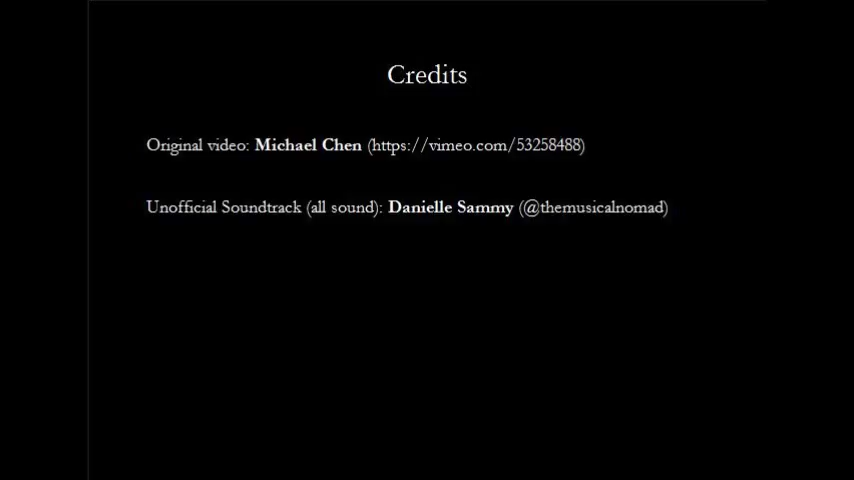 Credits
Original video: Michael Chen (https://vimeo.com/53258488)
Unofficial Soundtrack (all sound): Danielle Sammy (@themusicalnomad)